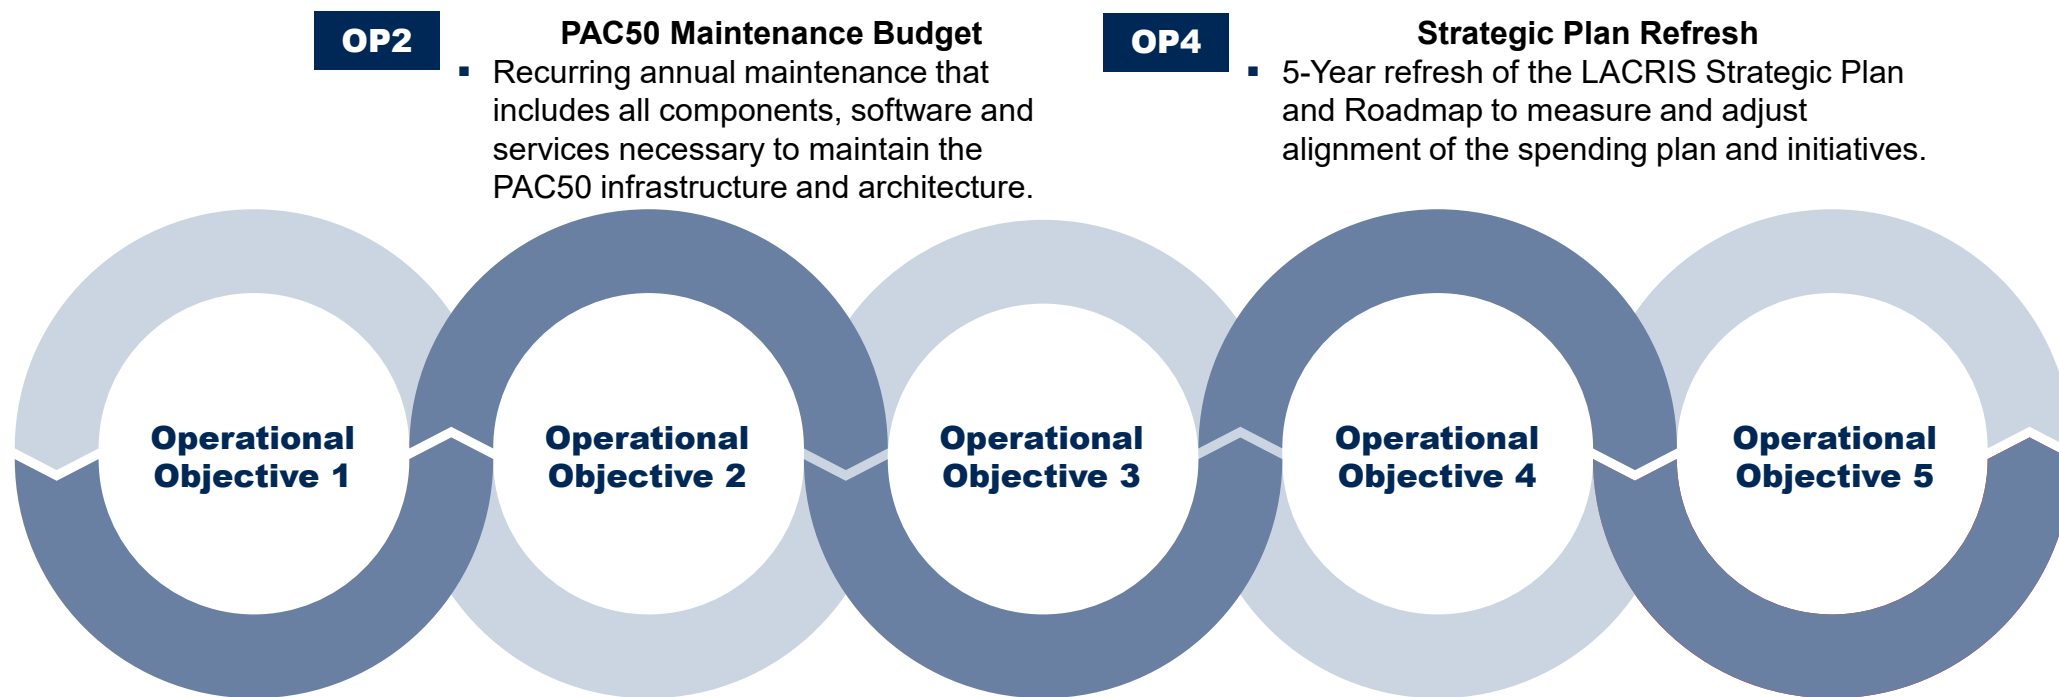 OP2
PAC50 Maintenance Budget
▪ Recurring annual maintenance that
includes all components, software and
services necessary to maintain the
PAC50 infrastructure and architecture.
OP4
Strategic Plan Refresh
▪ 5-Year refresh of the LACRIS Strategic Plan
and Roadmap to measure and adjust
alignment of the spending plan and initiatives.
Operational
Objective 1
Operational
Objective 2
Operational
Objective 3
Operational
Objective 4
Operational
Objective 5